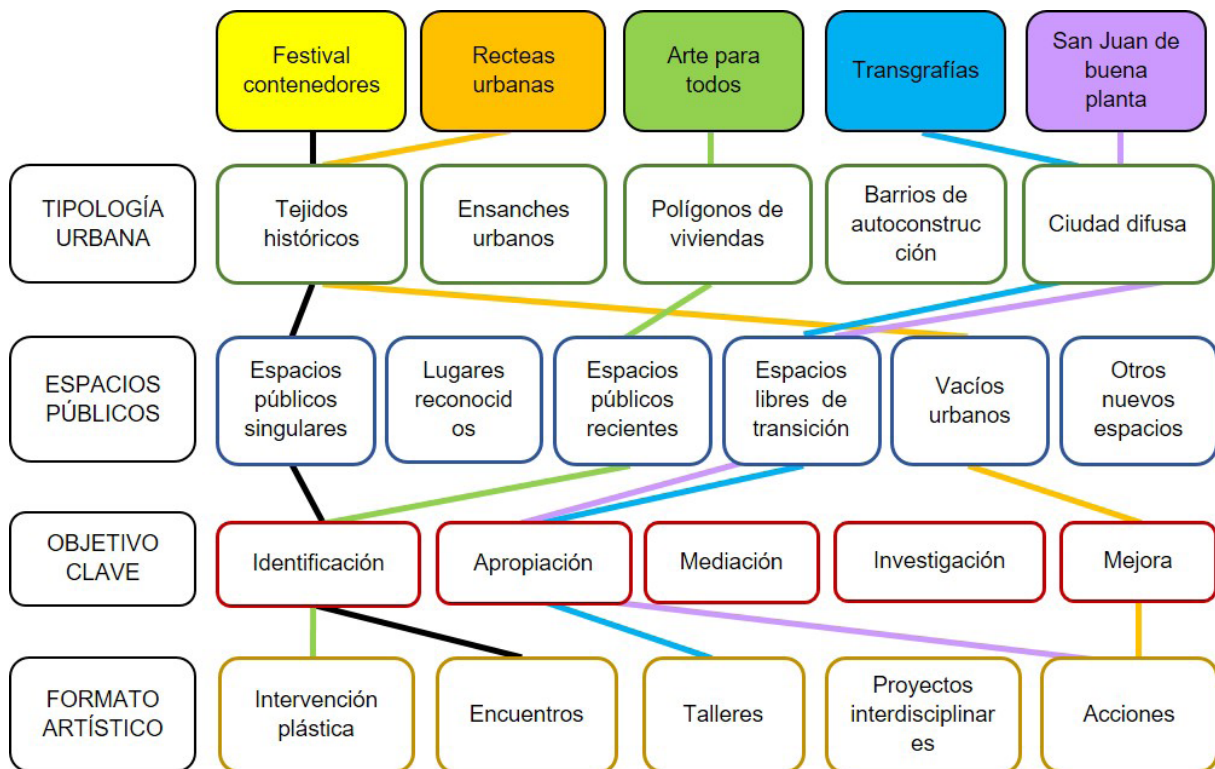 Festival
contenedores
Recteas
urbanas
Arte para
todos
Transgrafías
San Juan de
buena
planta
TIPOLOGÍA
URBANA
Tejidos
históricos
Ensanches
urbanos
Polígonos de
viviendas
Barrios de
autoconstruc
ción
Ciudad difusa
ESPACIOS
PÚBLICOS
Espacios
públicos
singulares
Lugares
reconocid
os
Espacios
públicos
recientes
Espacios
libres de
transición
Vacíos
urbanos
Otros
nuevos
espacios
OBJETIVO
CLAVE
Identificación
Apropiación
Mediación
Investigación
Mejora
FORMATO
ARTÍSTICO
Intervención
plástica
Encuentros
Talleres
Proyectos
interdisciplinar
es
Acciones